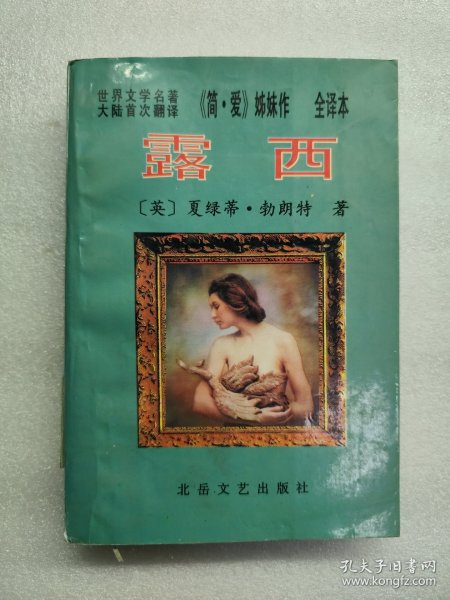 世界文学名著
大陆首次翻译
《简·爱》姊妹作 全译本
露西
〔英〕夏绿蒂·勃朗特 著
北岳文艺出版社
孔夫子旧书网
www.kongfz.com